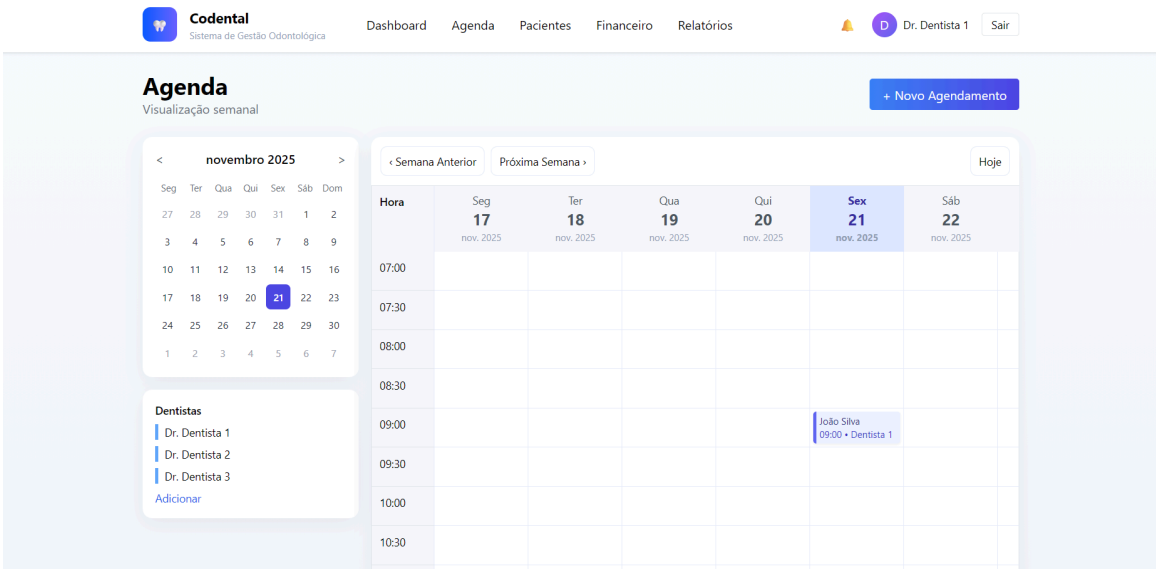 Codental
Sistema de Gestão Odontológica
Dashboard Agenda Pacientes Financeiro Relatórios
D Dr. Dentista 1 Sair
Agenda
Visualização semanal
+ Novo Agendamento
< novembro 2025 >
Seg Ter Qua Qui Sex Sáb Dom
27 28 29 30 31 1 2
3 4 5 6 7 8 9
10 11 12 13 14 15 16
17 18 19 20 21 22 23
24 25 26 27 28 29 30
1 2 3 4 5 6 7
Dentistas
Dr. Dentista 1
Dr. Dentista 2
Dr. Dentista 3
Adicionar
‹ Semana Anterior Próxima Semana › Hoje
Hora Seg Ter Qua Qui Sex Sáb
17 18 19 20 21 22
nov. 2025 nov. 2025 nov. 2025 nov. 2025 nov. 2025 nov. 2025
07:00
07:30
08:00
08:30
09:00
João Silva
09:00 • Dentista 1
09:30
10:00
10:30